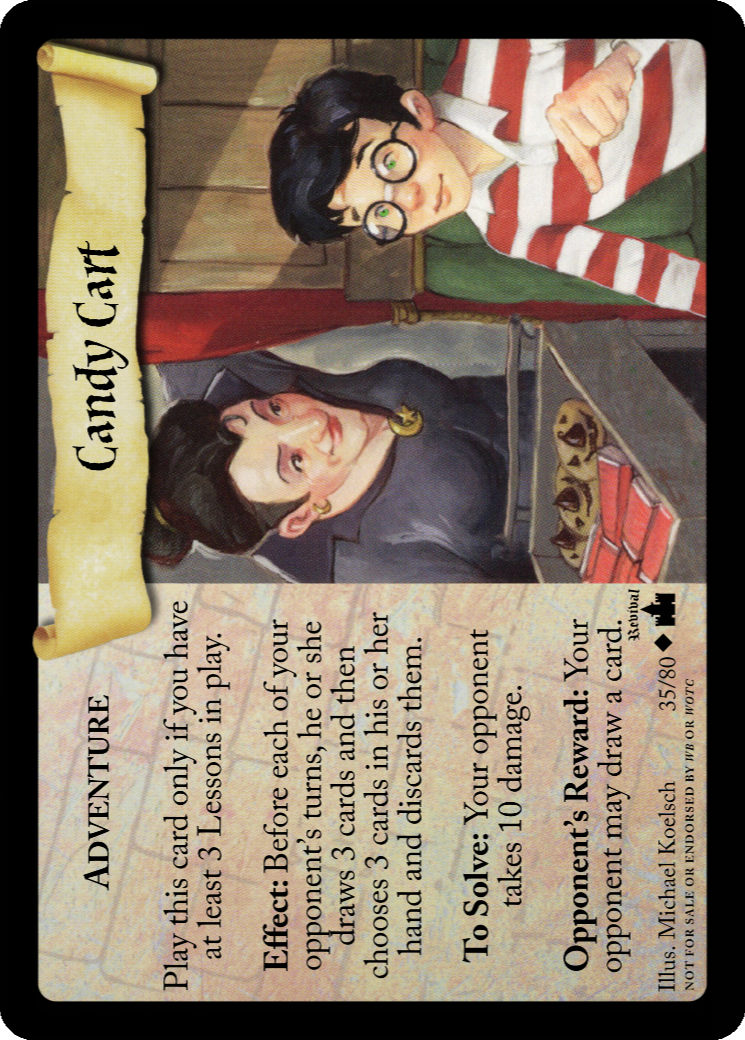 Candy Cart
ADVENTURE
Play this card only if you have
at least 3 Lessons in play.
Effect: Before each of your
opponent's turns, he or she
draws 3 cards and then
chooses 3 cards in his or her
hand and discards them.
To Solve: Your opponent
takes 10 damage.
Opponent's Reward: Your
opponent may draw a card.
Revival
Illus. Michael Koelsch 35/80
NOT FOR SALE OR ENDORSED BY WB OR WOTC